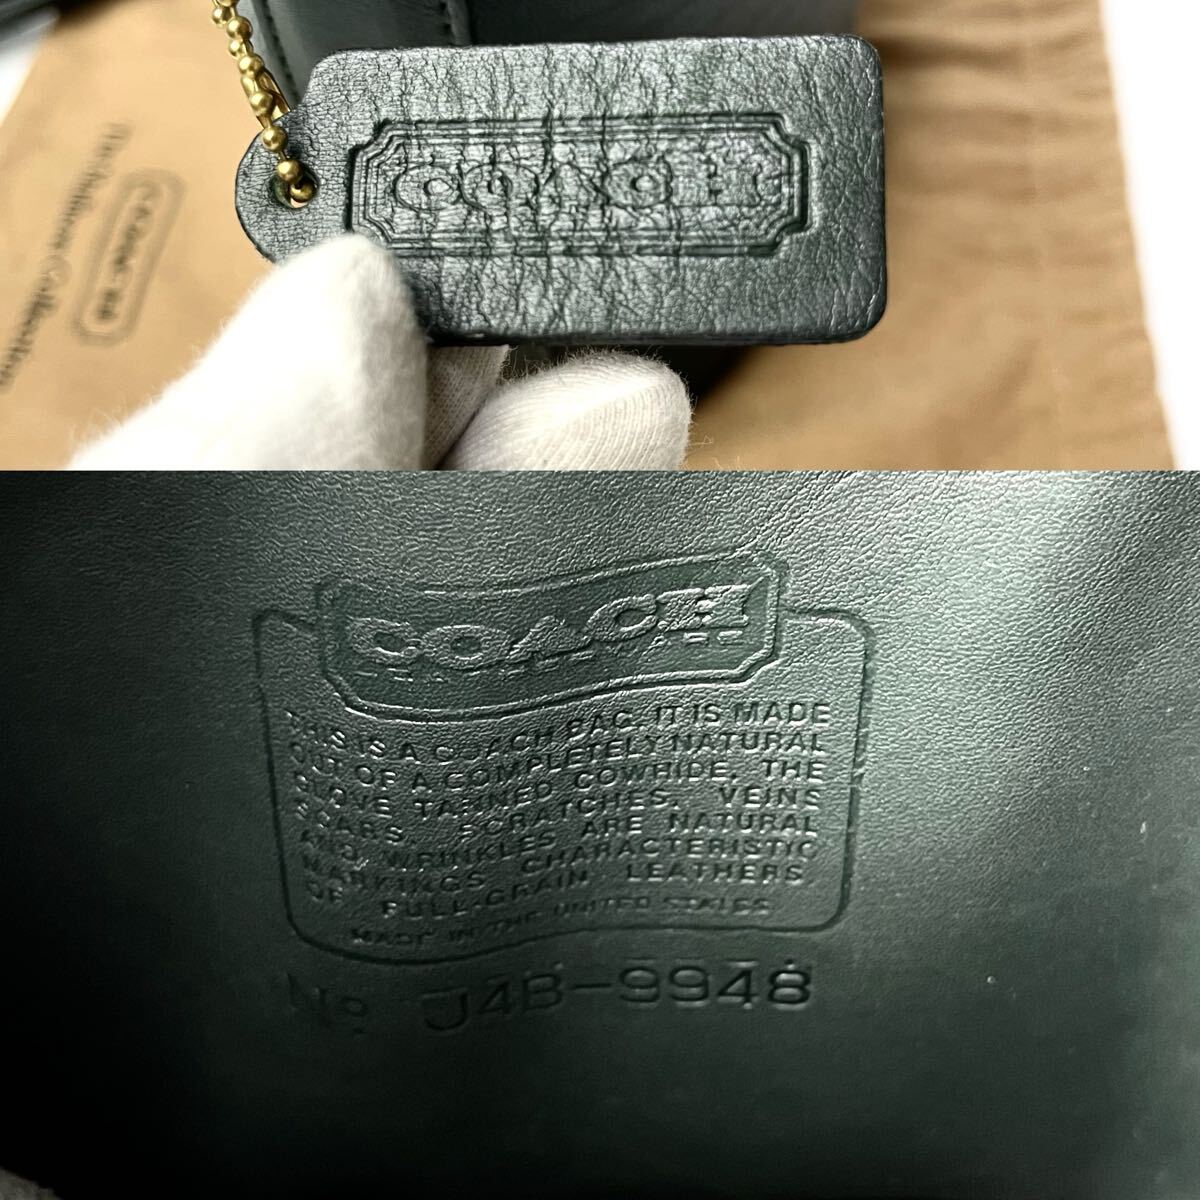 COACH
COACH
COACH
LEATHERWARE
THIS IS A COACH BAG. IT IS MADE
OUT OF A COMPLETELY NATURAL
GLOVE TANNED COWHIDE. THE
SCARS, SCRATCHES, VEINS
AND WRINKLES ARE NATURAL
MARKINGS CHARACTERISTIC
OF FULL-GRAIN LEATHERS.
MADE IN THE UNITED STATES
No J4B-9948